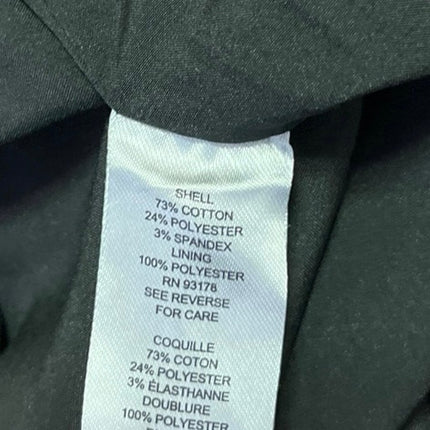 SHELL
73% COTTON
24% POLYESTER
3% SPANDEX
LINING
100% POLYESTER
RN 93178
SEE REVERSE
FOR CARE
COQUILLE
73% COTON
24% POLYESTER
3% ÉLASTHANNE
DOUBLURE
100% POLYESTER